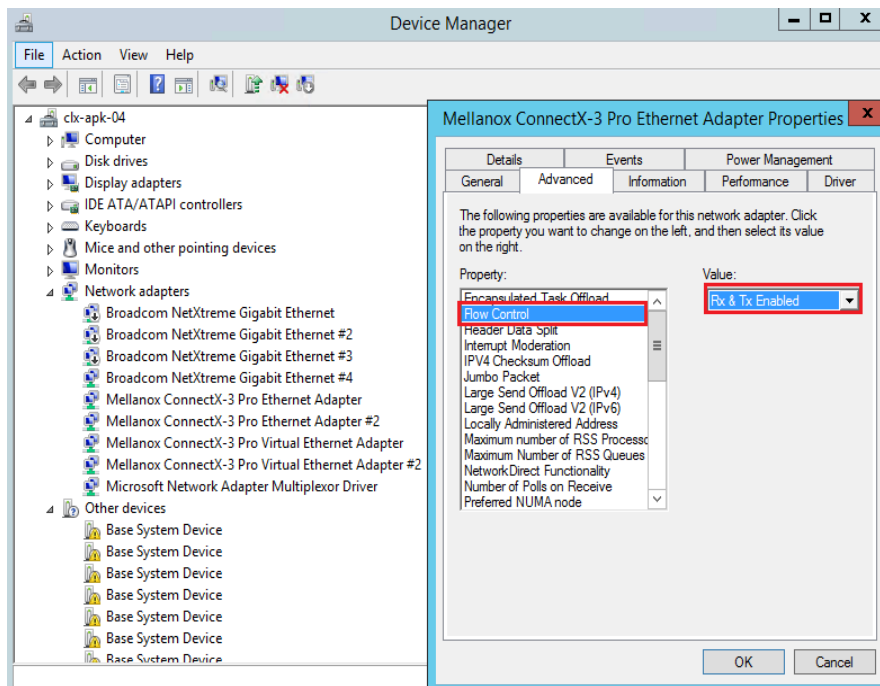 Device Manager
x
File Action View Help
clx-apk-04
Computer
Disk drives
Display adapters
IDE ATA/ATAPI controllers
Keyboards
Mice and other pointing devices
Monitors
Network adapters
Broadcom NetXtreme Gigabit Ethernet
Broadcom NetXtreme Gigabit Ethernet #2
Broadcom NetXtreme Gigabit Ethernet #3
Broadcom NetXtreme Gigabit Ethernet #4
Mellanox ConnectX-3 Pro Ethernet Adapter
Mellanox ConnectX-3 Pro Ethernet Adapter #2
Mellanox ConnectX-3 Pro Virtual Ethernet Adapter
Mellanox ConnectX-3 Pro Virtual Ethernet Adapter #2
Microsoft Network Adapter Multiplexor Driver
Other devices
Base System Device
Base System Device
Base System Device
Base System Device
Base System Device
Base System Device
Base System Device
Mellanox ConnectX-3 Pro Ethernet Adapter Properties
x
Details Events Power Management
General Advanced Information Performance Driver
The following properties are available for this network adapter. Click
the property you want to change on the left, and then select its value
on the right.
Property:
Value:
Encapsulated Task Offload
Flow Control
Header Data Split
Interrupt Moderation
IPV4 Checksum Offload
Jumbo Packet
Large Send Offload V2 (IPv4)
Large Send Offload V2 (IPv6)
Locally Administered Address
Maximum number of RSS Processo
Maximum Number of RSS Queues
NetworkDirect Functionality
Number of Polls on Receive
Preferred NUMA node
Rx & Tx Enabled
OK Cancel